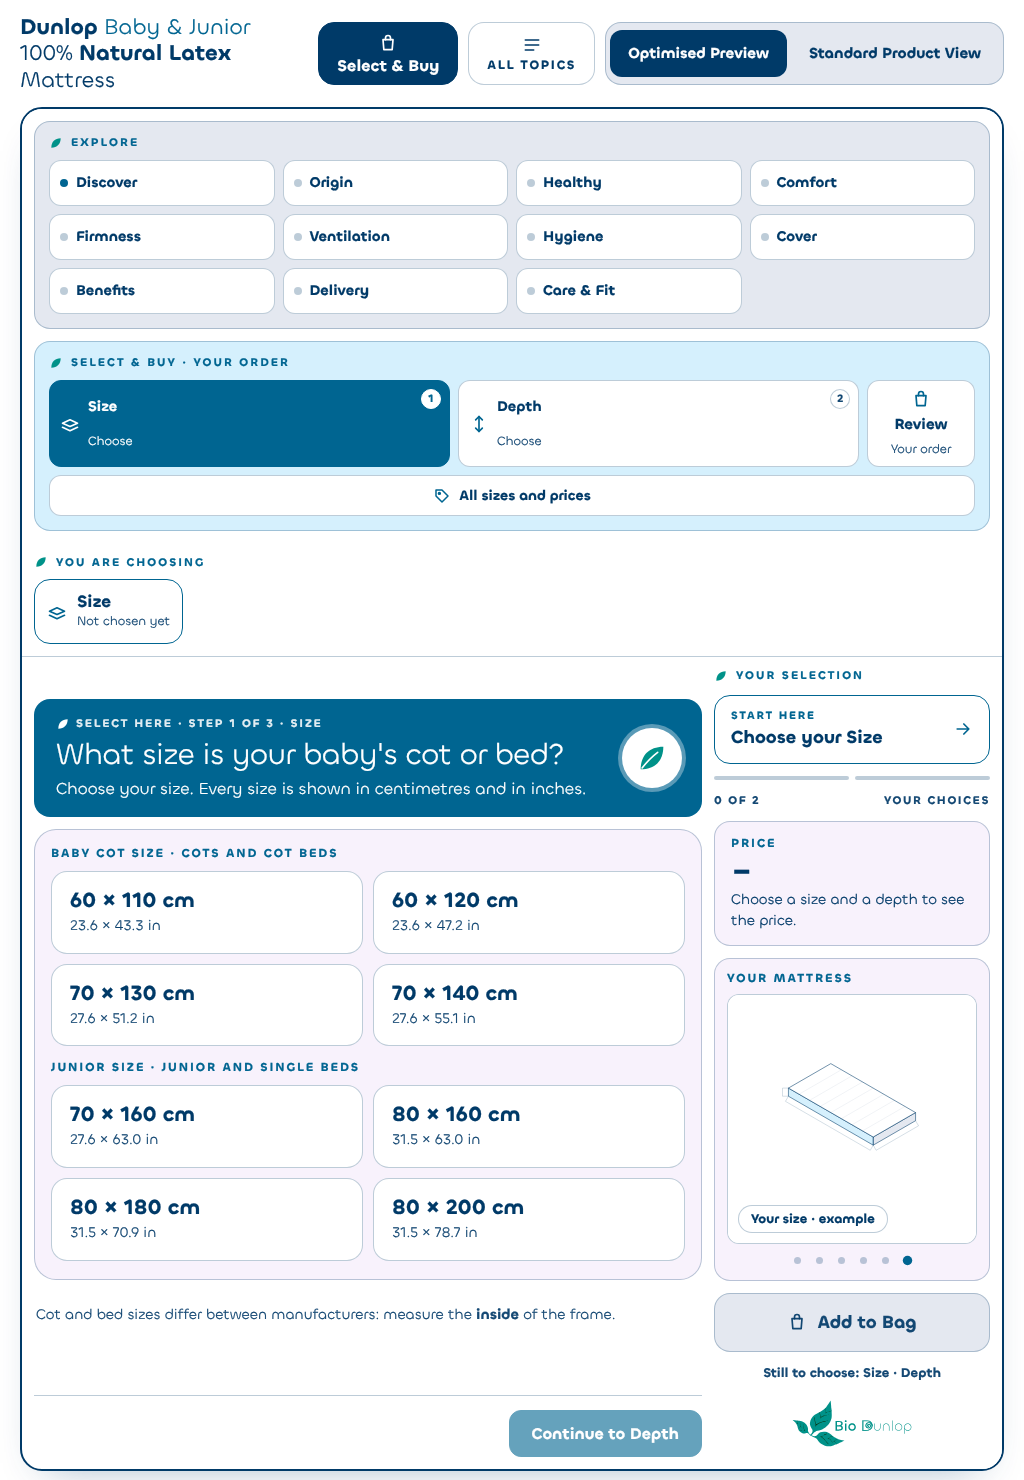 Dunlop Baby & Junior
100% Natural Latex
Mattress
Select & Buy
ALL TOPICS
Optimised Preview
Standard Product View
EXPLORE
Discover
Origin
Healthy
Comfort
Firmness
Ventilation
Hygiene
Cover
Benefits
Delivery
Care & Fit
SELECT & BUY · YOUR ORDER
Size
1
Choose
Depth
2
Choose
Review
Your order
All sizes and prices
YOU ARE CHOOSING
Size
Not chosen yet
SELECT HERE · STEP 1 OF 3 · SIZE
What size is your baby's cot or bed?
Choose your size. Every size is shown in centimetres and in inches.
BABY COT SIZE · COTS AND COT BEDS
60 × 110 cm
23.6 × 43.3 in
60 × 120 cm
23.6 × 47.2 in
70 × 130 cm
27.6 × 51.2 in
70 × 140 cm
27.6 × 55.1 in
JUNIOR SIZE · JUNIOR AND SINGLE BEDS
70 × 160 cm
27.6 × 63.0 in
80 × 160 cm
31.5 × 63.0 in
80 × 180 cm
31.5 × 70.9 in
80 × 200 cm
31.5 × 78.7 in
Cot and bed sizes differ between manufacturers: measure the inside of the frame.
Continue to Depth
YOUR SELECTION
START HERE
Choose your Size
0 OF 2
YOUR CHOICES
PRICE
–
Choose a size and a depth to see
the price.
YOUR MATTRESS
Your size · example
Add to Bag
Still to choose: Size · Depth
Bio Dunlop